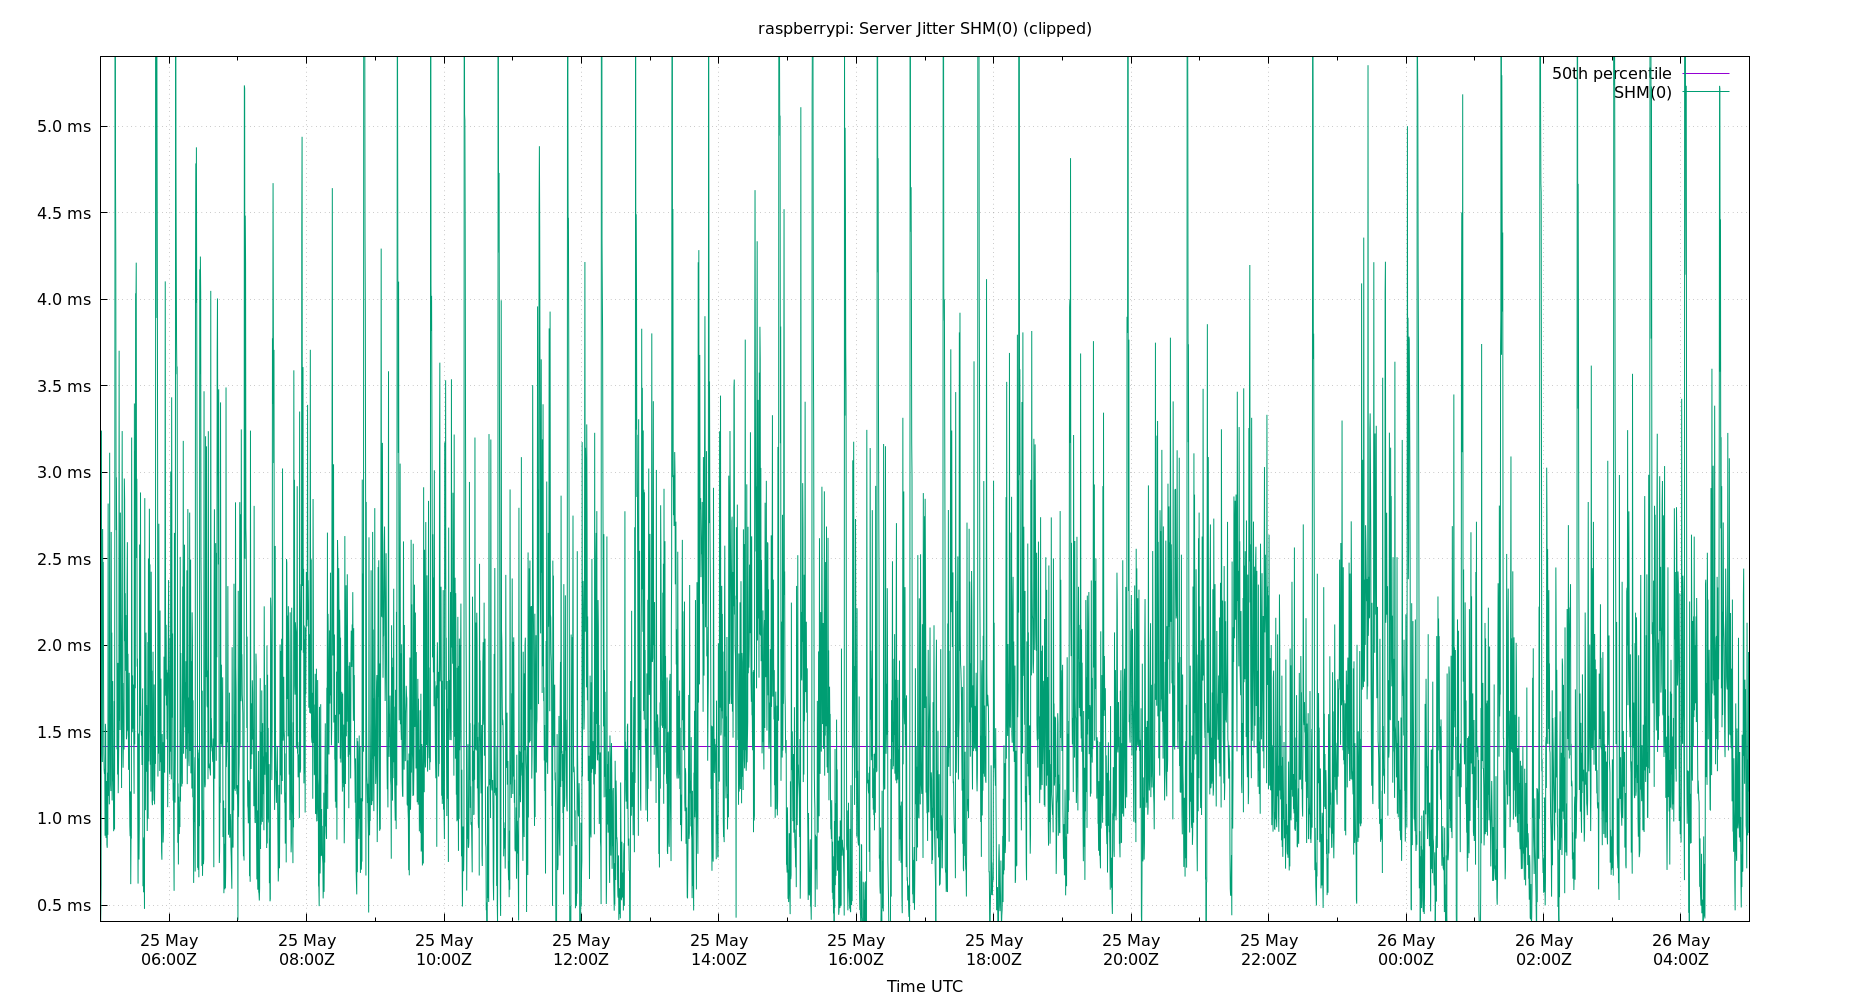 raspberrypi: Server Jitter SHM(0) (clipped)
50th percentile
SHM(0)
5.0 ms
4.5 ms
4.0 ms
3.5 ms
3.0 ms
2.5 ms
2.0 ms
1.5 ms
1.0 ms
0.5 ms
25 May 25 May 25 May 25 May 25 May 25 May 25 May 25 May 25 May 26 May 26 May 26 May
06:00Z 08:00Z 10:00Z 12:00Z 14:00Z 16:00Z 18:00Z 20:00Z 22:00Z 00:00Z 02:00Z 04:00Z
Time UTC